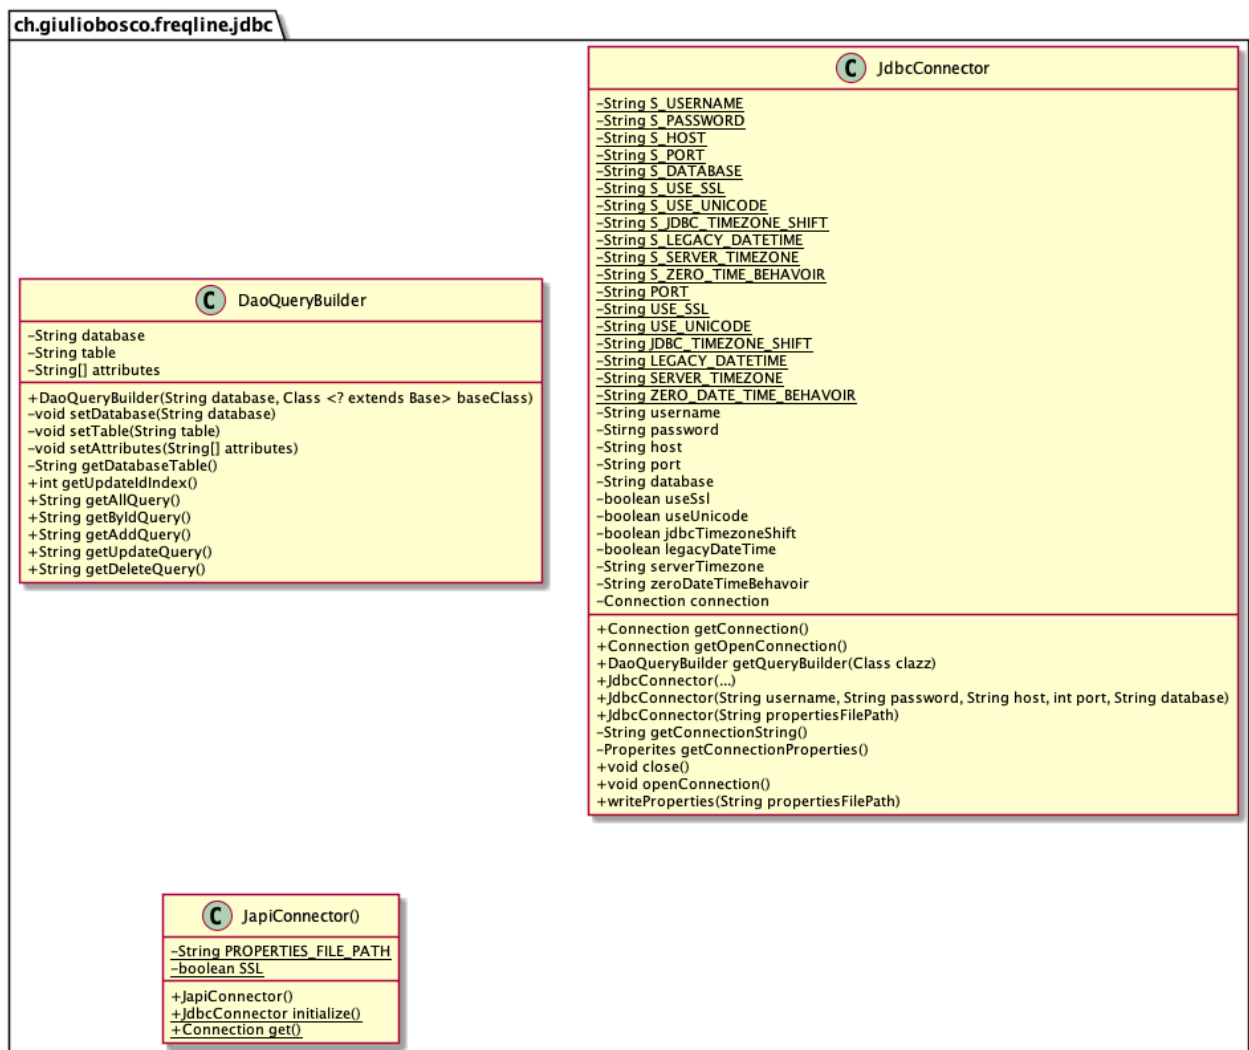 ch.giuliobosco.freqline.jdbc
C JdbcConnector
-String S_USERNAME
-String S_PASSWORD
-String S_HOST
-String S_PORT
-String S_DATABASE
-String S_USE_SSL
-String S_USE_UNICODE
-String S_JDBC_TIMEZONE_SHIFT
-String S_LEGACY_DATETIME
-String S_SERVER_TIMEZONE
-String S_ZERO_TIME_BEHAVOIR
-String PORT
-String USE_SSL
-String USE_UNICODE
-String JDBC_TIMEZONE_SHIFT
-String LEGACY_DATETIME
-String SERVER_TIMEZONE
-String ZERO_DATE_TIME_BEHAVOIR
-String username
-Stirng password
-String host
-String port
-String database
-boolean useSsl
-boolean useUnicode
-boolean jdbcTimezoneShift
-boolean legacyDateTime
-String serverTimezone
-String zeroDateTimeBehavoir
-Connection connection
+Connection getConnection()
+Connection getOpenConnection()
+DaoQueryBuilder getQueryBuilder(Class clazz)
+JdbcConnector(...)
+JdbcConnector(String username, String password, String host, int port, String database)
+JdbcConnector(String propertiesFilePath)
-String getConnectionString()
-Properites getConnectionProperties()
+void close()
+void openConnection()
+writeProperties(String propertiesFilePath)
C DaoQueryBuilder
-String database
-String table
-String[] attributes
+DaoQueryBuilder(String database, Class <? extends Base> baseClass)
-void setDatabase(String database)
-void setTable(String table)
-void setAttributes(String[] attributes)
-String getDatabaseTable()
+int getUpdateIdIndex()
+String getAllQuery()
+String getByIdQuery()
+String getAddQuery()
+String getUpdateQuery()
+String getDeleteQuery()
C JapiConnector()
-String PROPERTIES_FILE_PATH
-boolean SSL
+JapiConnector()
+JdbcConnector initialize()
+Connection get()